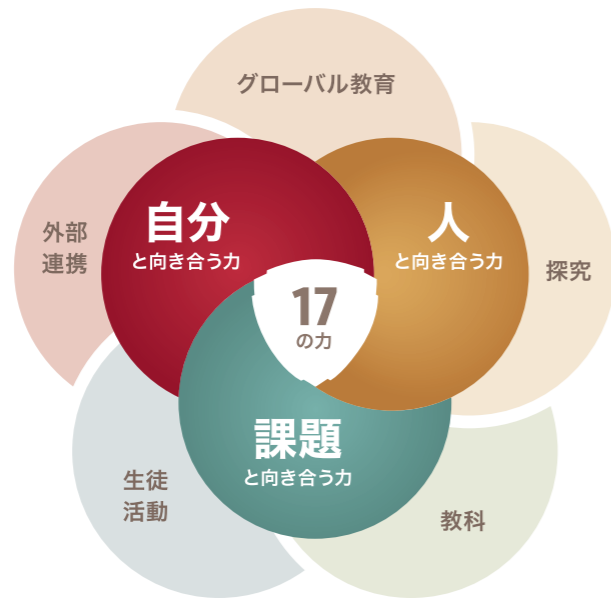 グローバル教育
自分
と向き合う力
人
と向き合う力
外部
連携
探究
17
の力
課題
と向き合う力
生徒
活動
教科